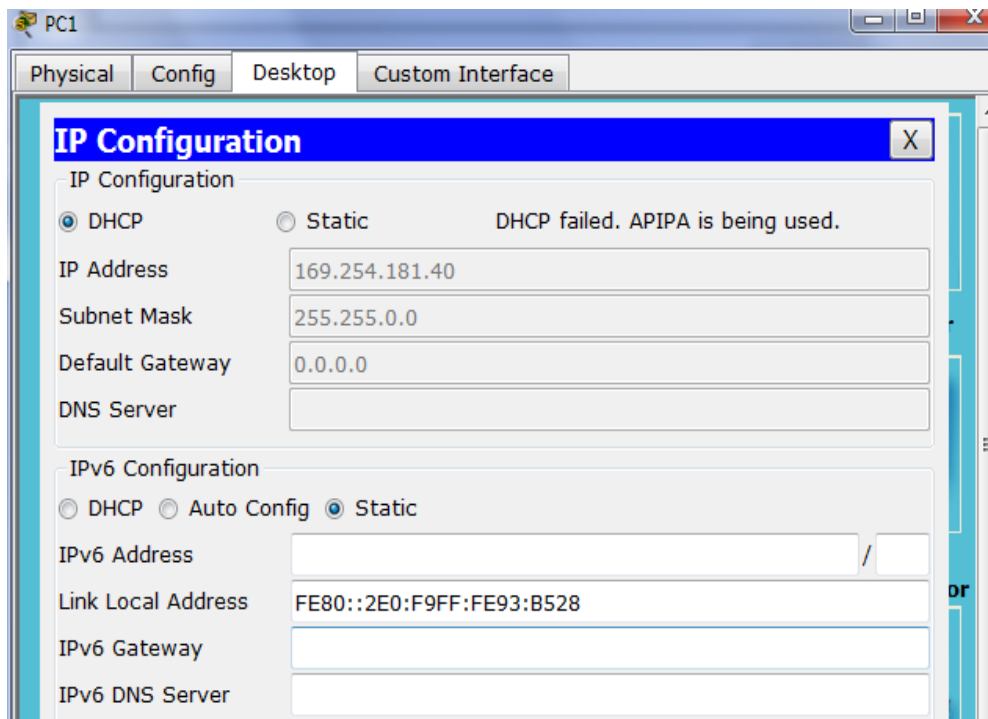 PC1
Physical Config Desktop Custom Interface
IP Configuration X
IP Configuration
DHCP Static DHCP failed. APIPA is being used.
IP Address 169.254.181.40
Subnet Mask 255.255.0.0
Default Gateway 0.0.0.0
DNS Server
IPv6 Configuration
DHCP Auto Config Static
IPv6 Address /
Link Local Address FE80::2E0:F9FF:FE93:B528
or
IPv6 Gateway
IPv6 DNS Server